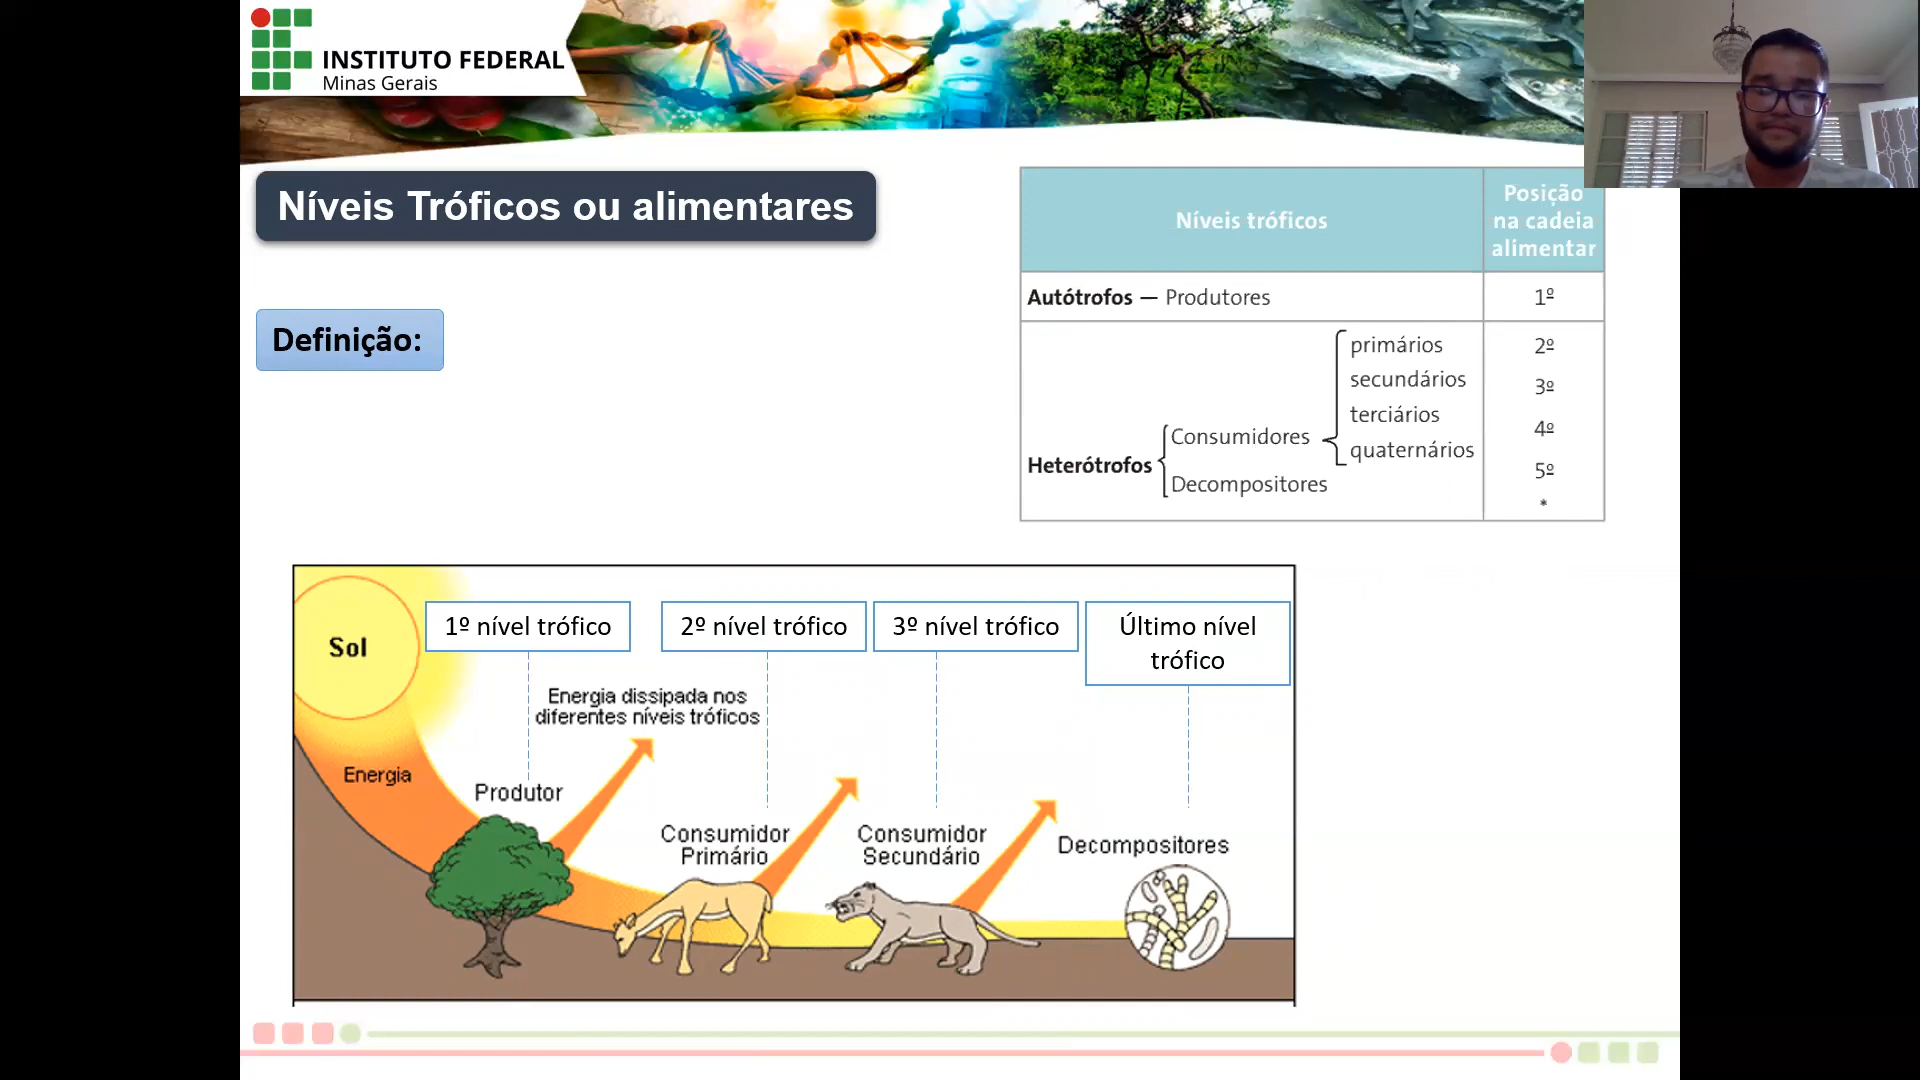 INSTITUTO FEDERAL
Minas Gerais
Níveis Tróficos ou alimentares
Definição:
Níveis tróficos
Posição
na cadeia
alimentar
Autótrofos — Produtores
1º
Heterótrofos
Consumidores
Decompositores
primários
secundários
terciários
quaternários
2º
3º
4º
5º
*
Sol
1º nível trófico
2º nível trófico
3º nível trófico
Último nível
trófico
Energia dissipada nos
diferentes níveis tróficos
Energia
Produtor
Consumidor
Primário
Consumidor
Secundário
Decompositores